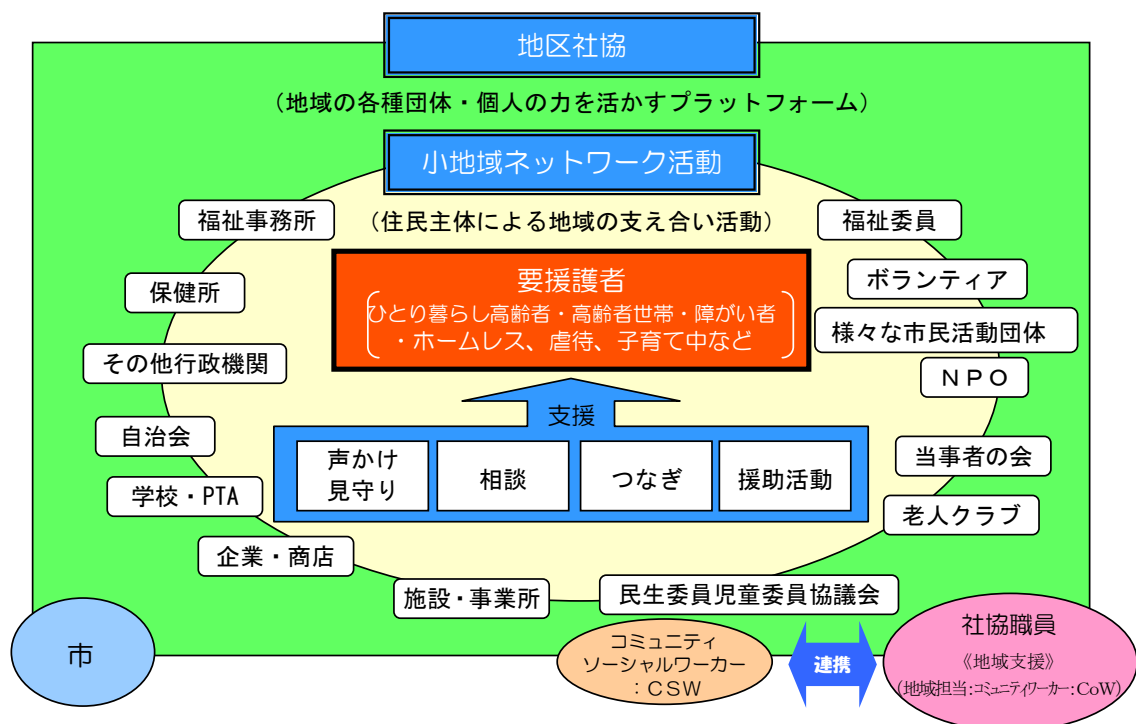 地区社協
（地域の各種団体・個人の力を活かすプラットフォーム）
小地域ネットワーク活動
（住民主体による地域の支え合い活動）
福祉事務所
保健所
その他行政機関
自治会
学校・PTA
企業・商店
施設・事業所
民生委員児童委員協議会
福祉委員
ボランティア
様々な市民活動団体
ＮＰＯ
当事者の会
老人クラブ
要援護者
ひとり暮らし高齢者・高齢者世帯・障がい者
・ホームレス、虐待、子育て中など
支援
声かけ
見守り
相談
つなぎ
援助活動
市
コミュニティ
ソーシャルワーカー
：ＣＳＷ
連携
社協職員
《地域支援》
（地域担当：コミュニティワーカー：CoW）